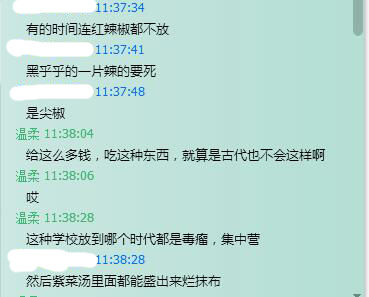 11:37:34
有的时间连红辣椒都不放
11:37:41
黑乎乎的一片辣的要死
11:37:48
是尖椒
温柔 11:38:04
给这么多钱，吃这种东西，就算是古代也不会这样啊
温柔 11:38:06
哎
温柔 11:38:28
这种学校放到哪个时代都是毒瘤，集中营
11:38:28
然后紫菜汤里面都能盛出来烂抹布